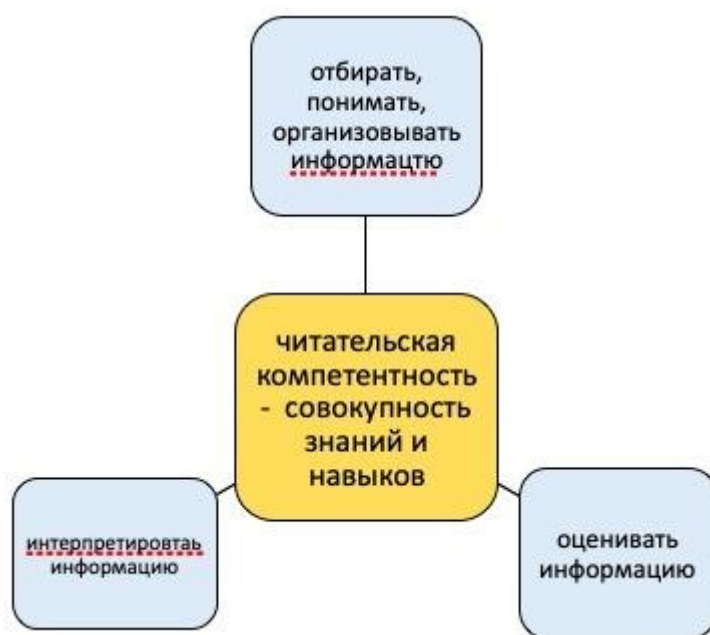 отбирать,
понимать,
организовывать
информацтю
читательская
компетентность
- совокупность
знаний и
навыков
интерпретировтаь
информацию
оценивать
информацию